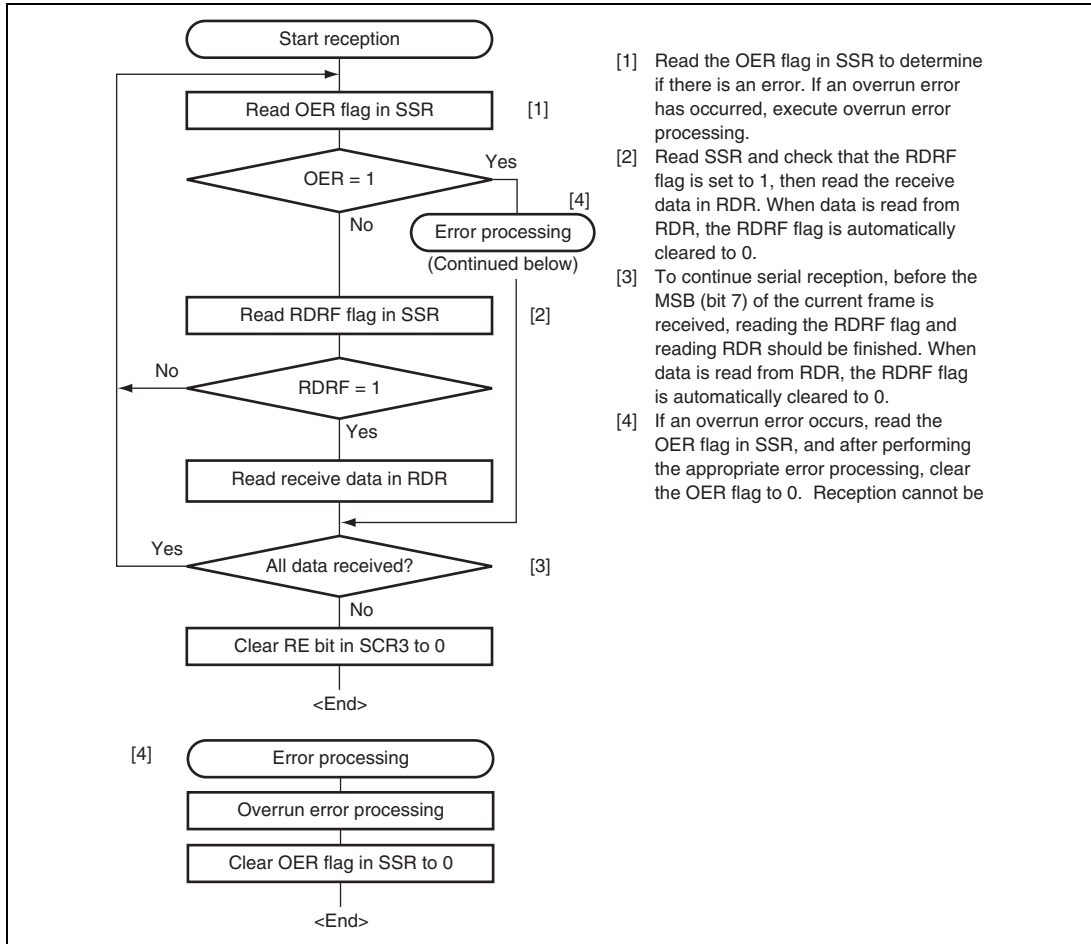 Start reception
Read OER flag in SSR
[1]
OER = 1
Yes
No
[4]
Error processing
(Continued below)
Read RDRF flag in SSR
[2]
No
RDRF = 1
Yes
Read receive data in RDR
Yes
All data received?
[3]
No
Clear RE bit in SCR3 to 0
<End>
[4]
Error processing
Overrun error processing
Clear OER flag in SSR to 0
<End>
[1] Read the OER flag in SSR to determine
if there is an error. If an overrun error
has occurred, execute overrun error
processing.
[2] Read SSR and check that the RDRF
flag is set to 1, then read the receive
data in RDR. When data is read from
RDR, the RDRF flag is automatically
cleared to 0.
[3] To continue serial reception, before the
MSB (bit 7) of the current frame is
received, reading the RDRF flag and
reading RDR should be finished. When
data is read from RDR, the RDRF flag
is automatically cleared to 0.
[4] If an overrun error occurs, read the
OER flag in SSR, and after performing
the appropriate error processing, clear
the OER flag to 0. Reception cannot be